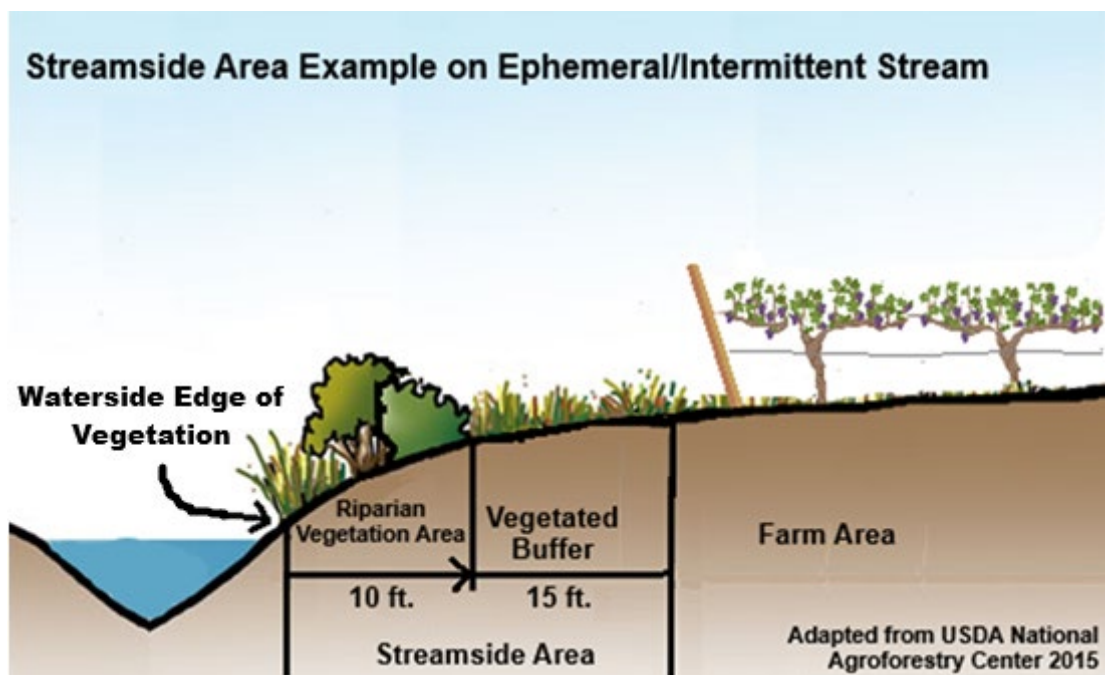 Streamside Area Example on Ephemeral/Intermittent Stream
Waterside Edge of
Vegetation
Riparian
Vegetation Area
Vegetated
Buffer
Farm Area
10 ft.
15 ft.
Streamside Area
Adapted from USDA National
Agroforestry Center 2015